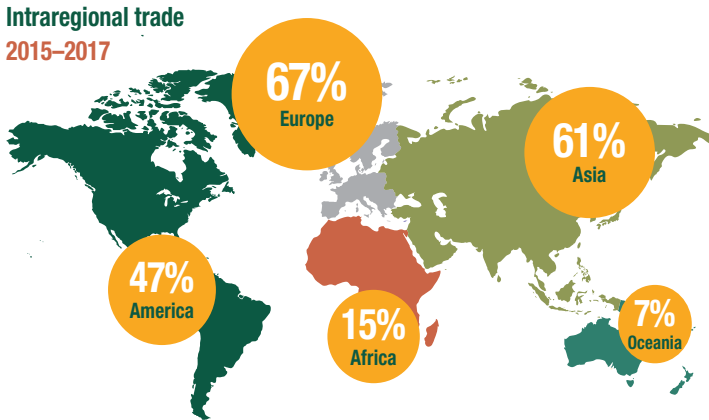 Intraregional trade
2015–2017
67%
Europe
61%
Asia
47%
America
15%
Africa
7%
Oceania